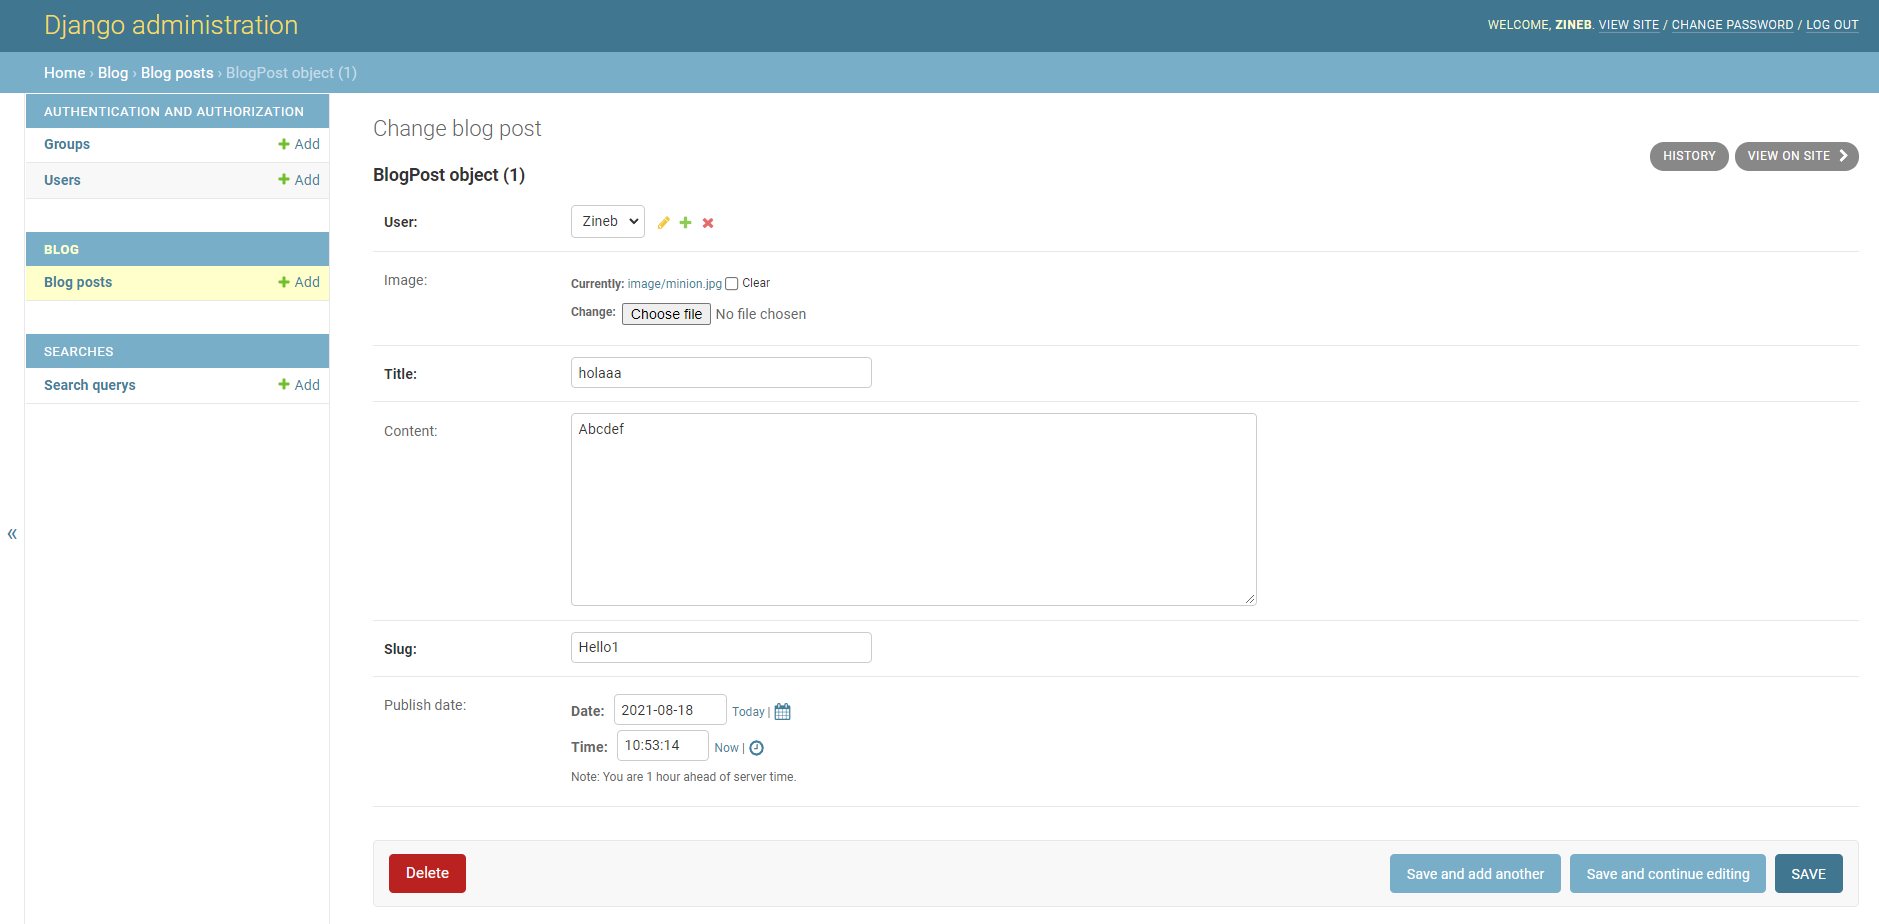 Django administration
WELCOME, ZINEB. VIEW SITE / CHANGE PASSWORD / LOG OUT
Home › Blog › Blog posts › BlogPost object (1)
AUTHENTICATION AND AUTHORIZATION
Groups Add
Users Add
BLOG
Blog posts Add
SEARCHES
Search querys Add
«
Change blog post
HISTORY VIEW ON SITE
BlogPost object (1)
User: Zineb
Image: Currently: image/minion.jpg Clear
Change: Choose file No file chosen
Title: holaaa
Content: Abcdef
Slug: Hello1
Publish date: Date: 2021-08-18 Today |
Time: 10:53:14 Now |
Note: You are 1 hour ahead of server time.
Delete Save and add another Save and continue editing SAVE